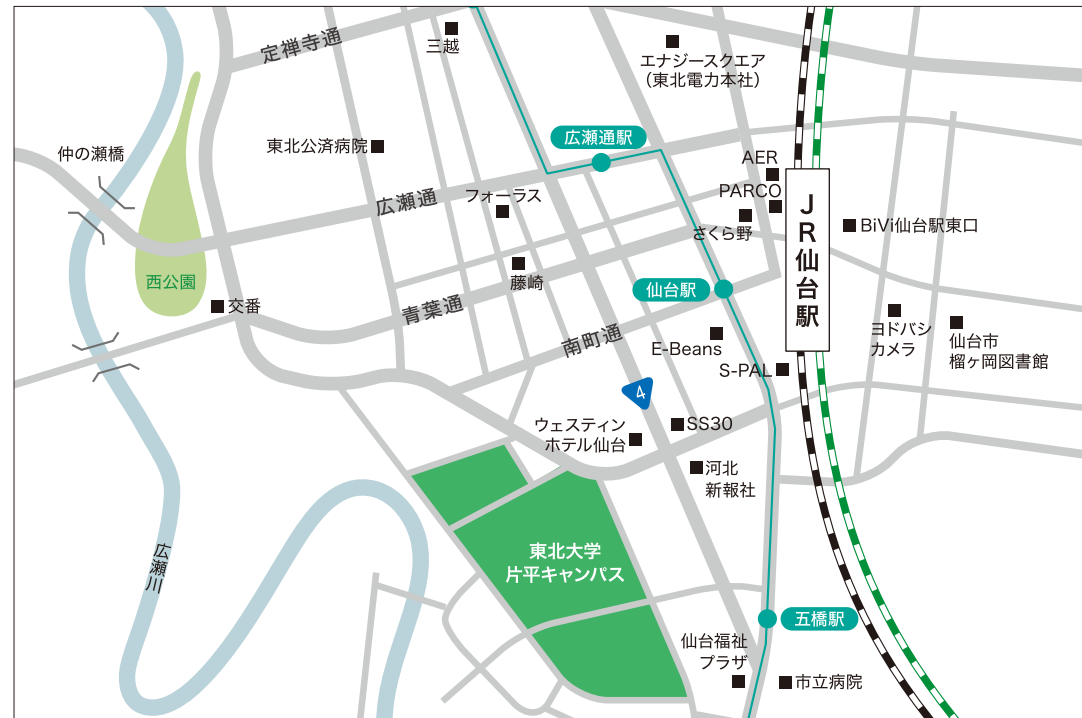 定禅寺通
三越
エナジースクエア
（東北電力本社）
仲の瀬橋
東北公済病院
広瀬通駅
AER
PARCO
さくら野
JR仙台駅
BiVi仙台駅東口
広瀬通
フォーラス
西公園
交番
藤崎
仙台駅
青葉通
南町通
E-Beans
S-PAL
ヨドバシ
カメラ
仙台市
榴ヶ岡図書館
4
ウェスティン
ホテル仙台
SS30
河北
新報社
広瀬川
東北大学
片平キャンパス
五橋駅
仙台福祉
プラザ
市立病院